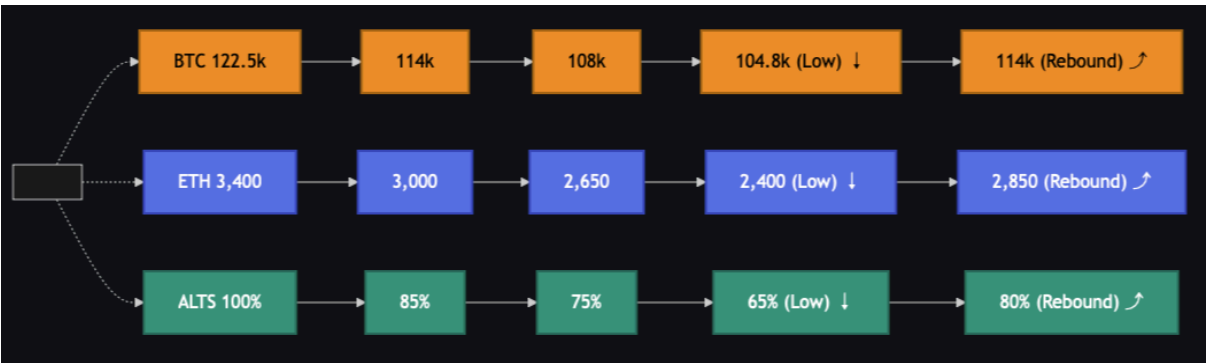 BTC 122.5k
114k
108k
104.8k (Low) ↓
114k (Rebound) ⤴
ETH 3,400
3,000
2,650
2,400 (Low) ↓
2,850 (Rebound) ⤴
ALTS 100%
85%
75%
65% (Low) ↓
80% (Rebound) ⤴